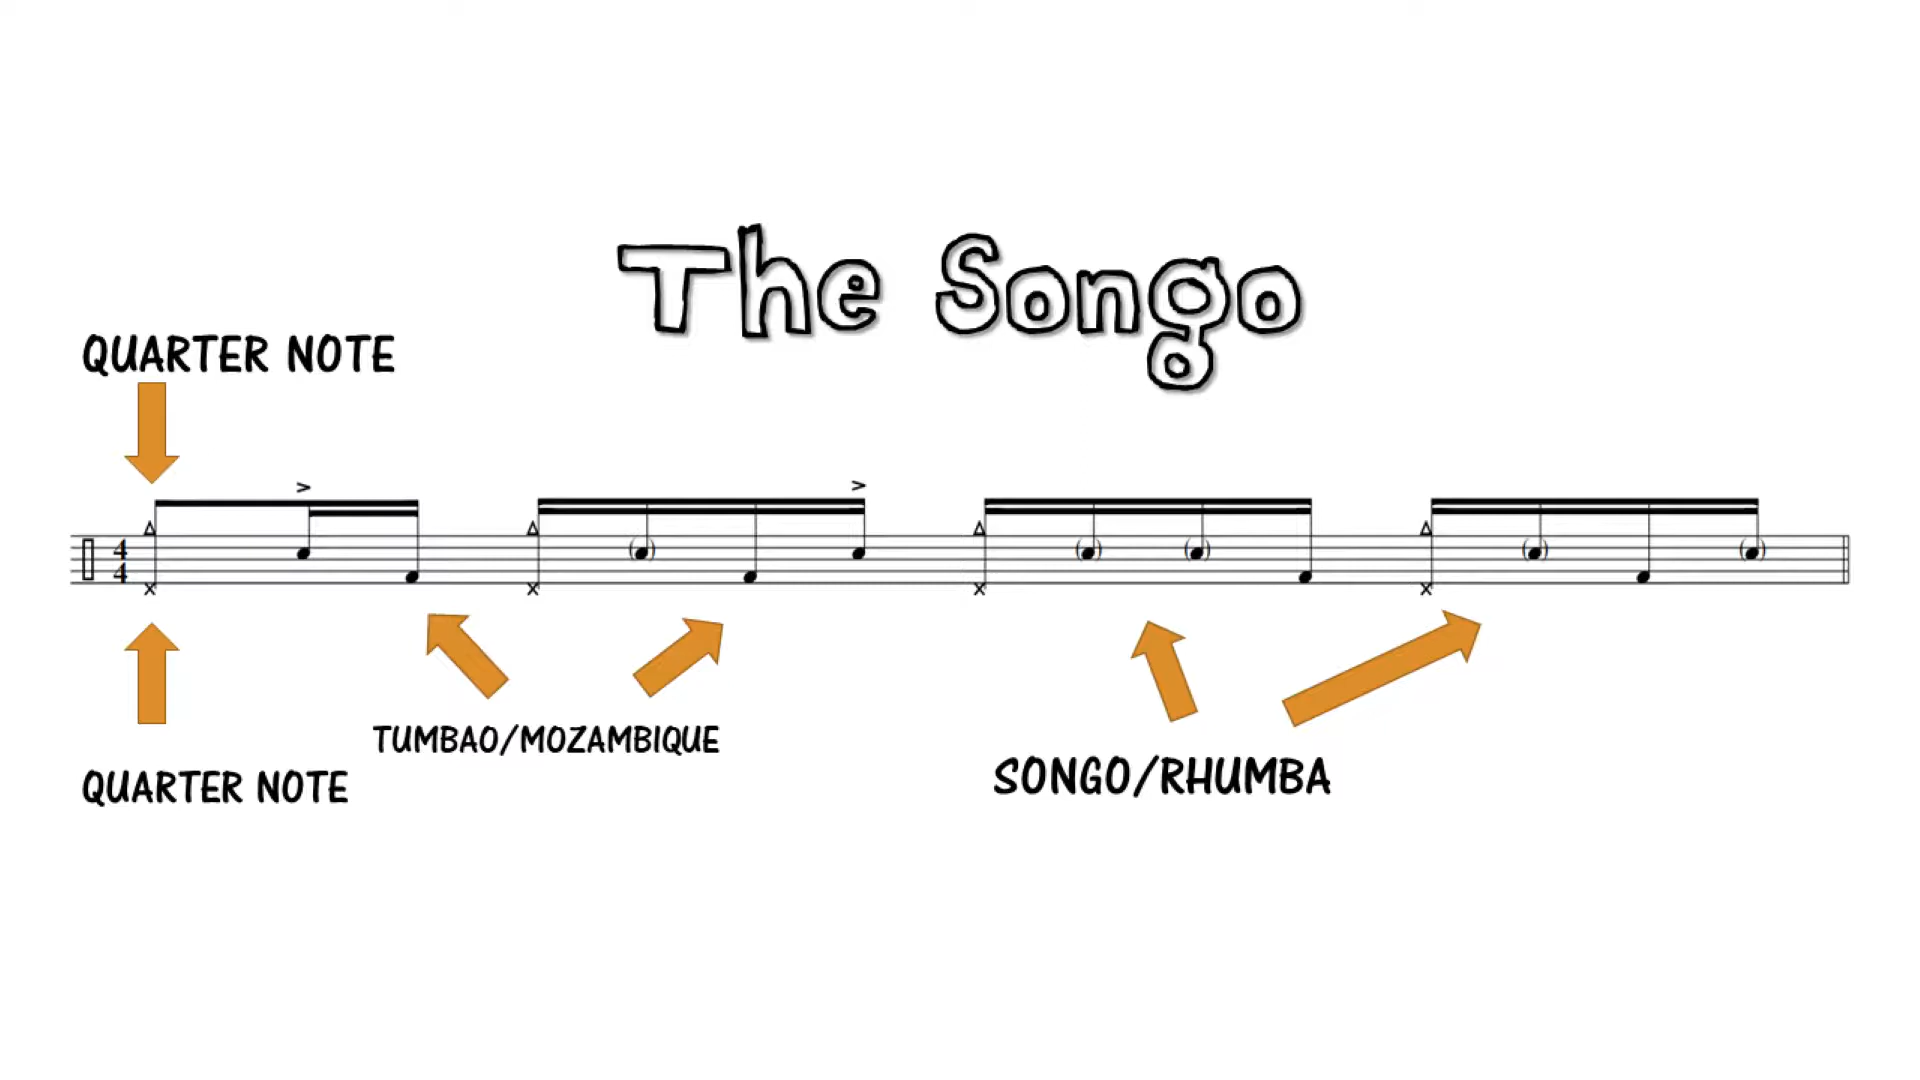 The Songo
QUARTER NOTE
4
4
TUMBAO/MOZAMBIQUE
SONGO/RHUMBA
QUARTER NOTE